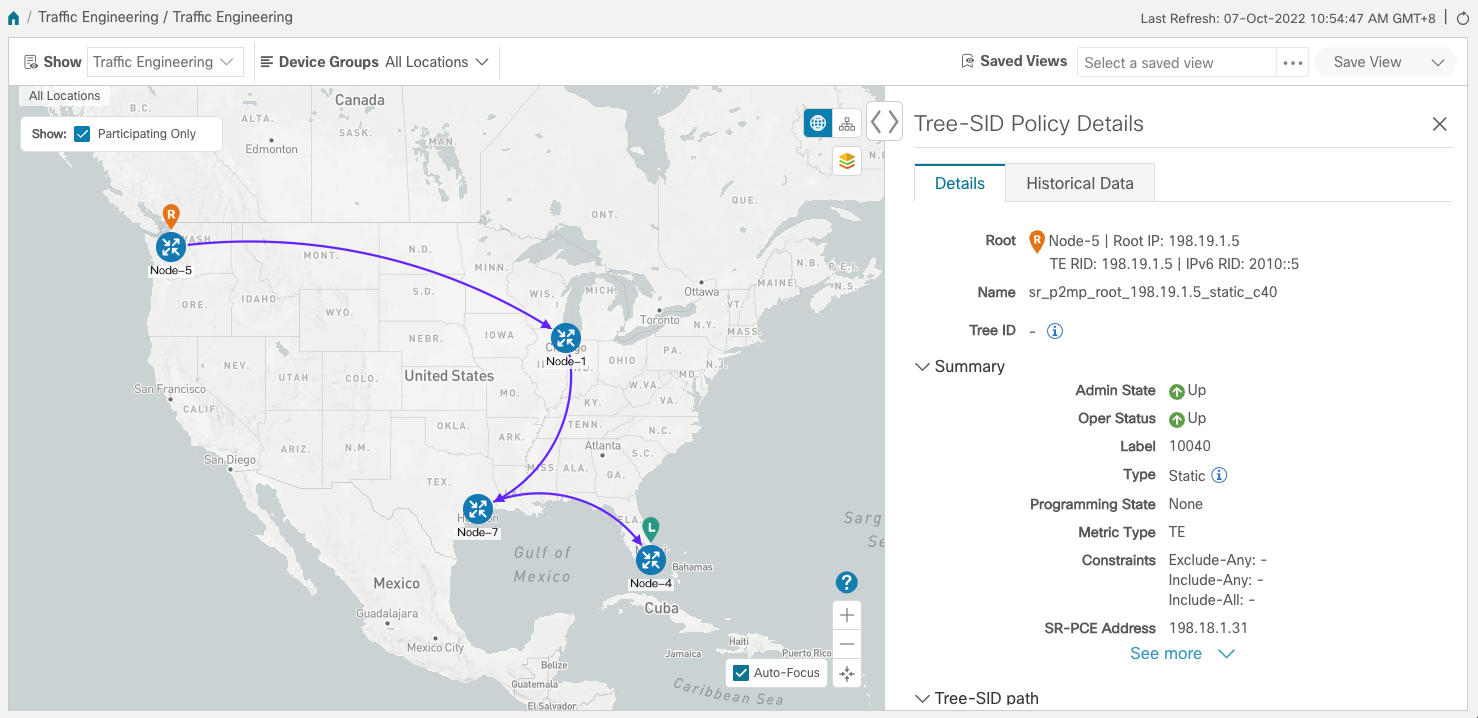 / Traffic Engineering / Traffic Engineering
Last Refresh: 07-Oct-2022 10:54:47 AM GMT+8 |
Show Traffic Engineering
Device Groups All Locations
Saved Views Select a saved view
Save View
All Locations
Show: Participating Only
Canada
B.C.
ALTA.
SASK.
MAN.
Edmonton
ONT.
QUE.
R
WASH.
Node-5
MONT.
N.D.
MINN.
S.D.
WIS.
MICH.
Ottawa
Toronto
MAINE
N.B.
P.E.I.
N.S.
VT.
N.Y.
MASS.
ORE.
IDAHO
WYO.
NEBR.
IOWA
Node-1
OHIO
PA.
N.J.
NEV.
UTAH
COLO.
United States
MO.
IND.
W.VA.
MD.
VA.
KY.
San Francisco
CALIF.
ARIZ.
N.M.
OKLA.
ARK.
TENN.
N.C.
S.C.
Atlanta
MISS.
ALA.
GA.
San Diego
TEX.
Node-7
FLA.
L
Node-4
Sarg
Se
Gulf of
Mexico
Bahamas
Mexico
Cuba
Guadalajara
Mexico City
Haiti
Jamaica
Puerto Rico
Belize
Guatemala
El Salvador
Caribbean Sea
?
Auto-Focus
Tree-SID Policy Details
Details
Historical Data
Root R Node-5 | Root IP: 198.19.1.5
TE RID: 198.19.1.5 | IPv6 RID: 2010::5
Name sr_p2mp_root_198.19.1.5_static_c40
Tree ID - i
Summary
Admin State Up
Oper Status Up
Label 10040
Type Static i
Programming State None
Metric Type TE
Constraints Exclude-Any: -
Include-Any: -
Include-All: -
SR-PCE Address 198.18.1.31
See more
Tree-SID path